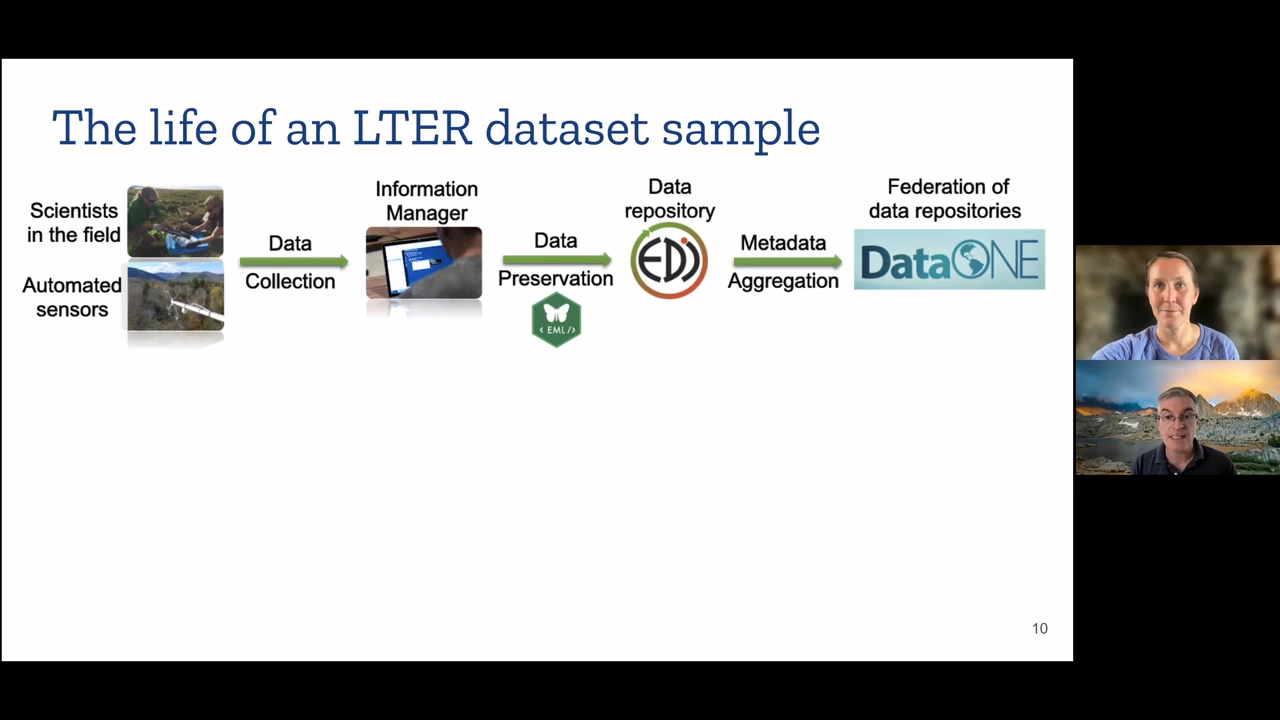 The life of an LTER dataset sample
Scientists
in the field
Automated
sensors
Data
Collection
Information
Manager
Data
Preservation
< EML />
Data
repository
EDI
Metadata
Aggregation
Federation of
data repositories
DataONE
10